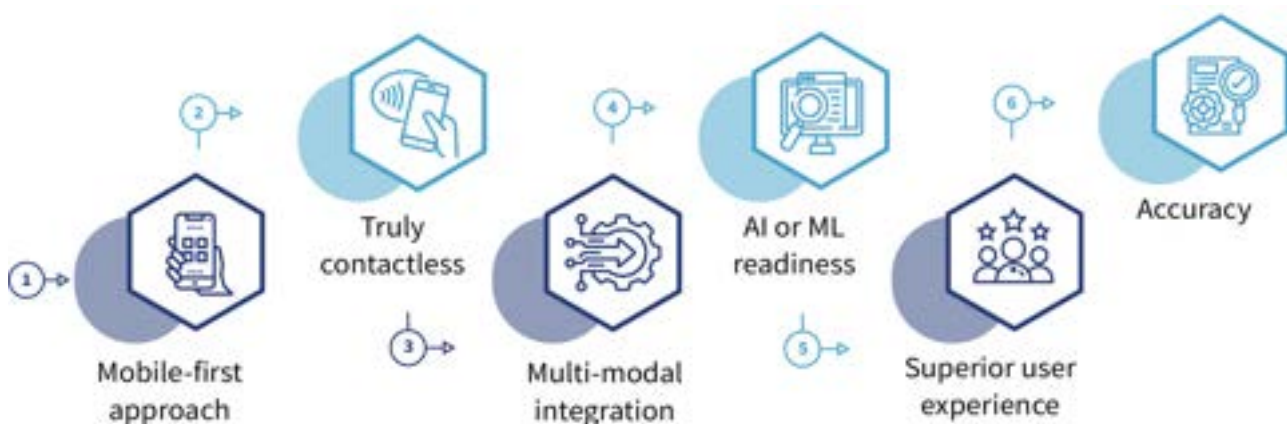 1
Mobile-first
approach
2
Truly
contactless
3
Multi-modal
integration
4
AI or ML
readiness
5
Superior user
experience
6
Accuracy